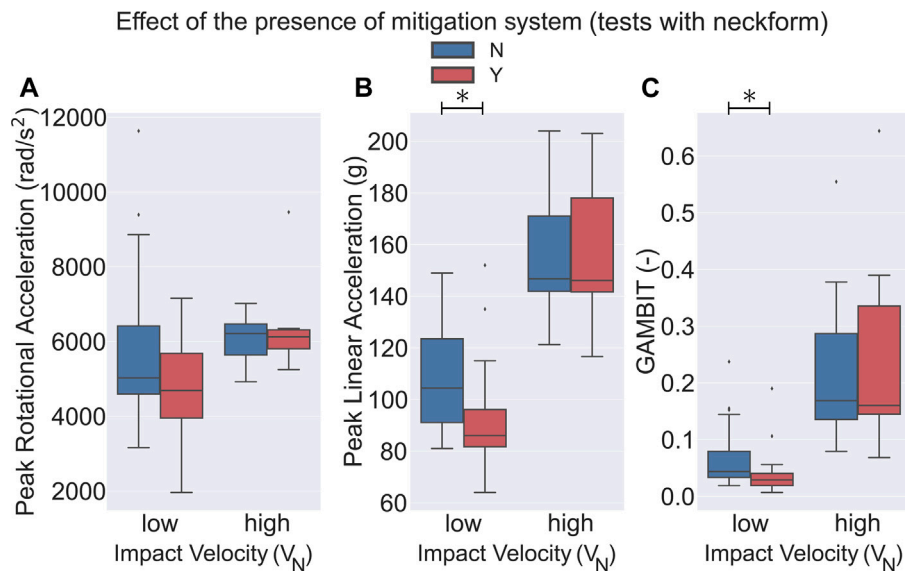 Effect of the presence of mitigation system (tests with neckform)
N
Y
A
B
C
*
*
Peak Rotational Acceleration (rad/s²)
12000
10000
8000
6000
4000
2000
low high
Impact Velocity (V_N)
Peak Linear Acceleration (g)
200
180
160
140
120
100
80
60
low high
Impact Velocity (V_N)
GAMBIT (-)
0.6
0.5
0.4
0.3
0.2
0.1
0.0
low high
Impact Velocity (V_N)